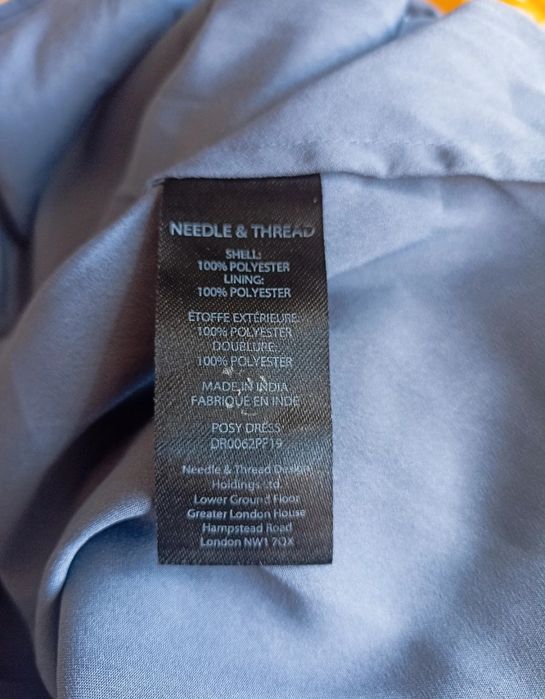 NEEDLE & THREAD
SHELL:
100% POLYESTER
LINING:
100% POLYESTER
ÉTOFFE EXTÉRIEURE:
100% POLYESTER
DOUBLURE:
100% POLYESTER
MADE IN INDIA
FABRIQUÉ EN INDE
POSY DRESS
DR0062PF19
Needle & Thread Design
Holdings Ltd
Lower Ground Floor
Greater London House
Hampstead Road
London NW1 7QX